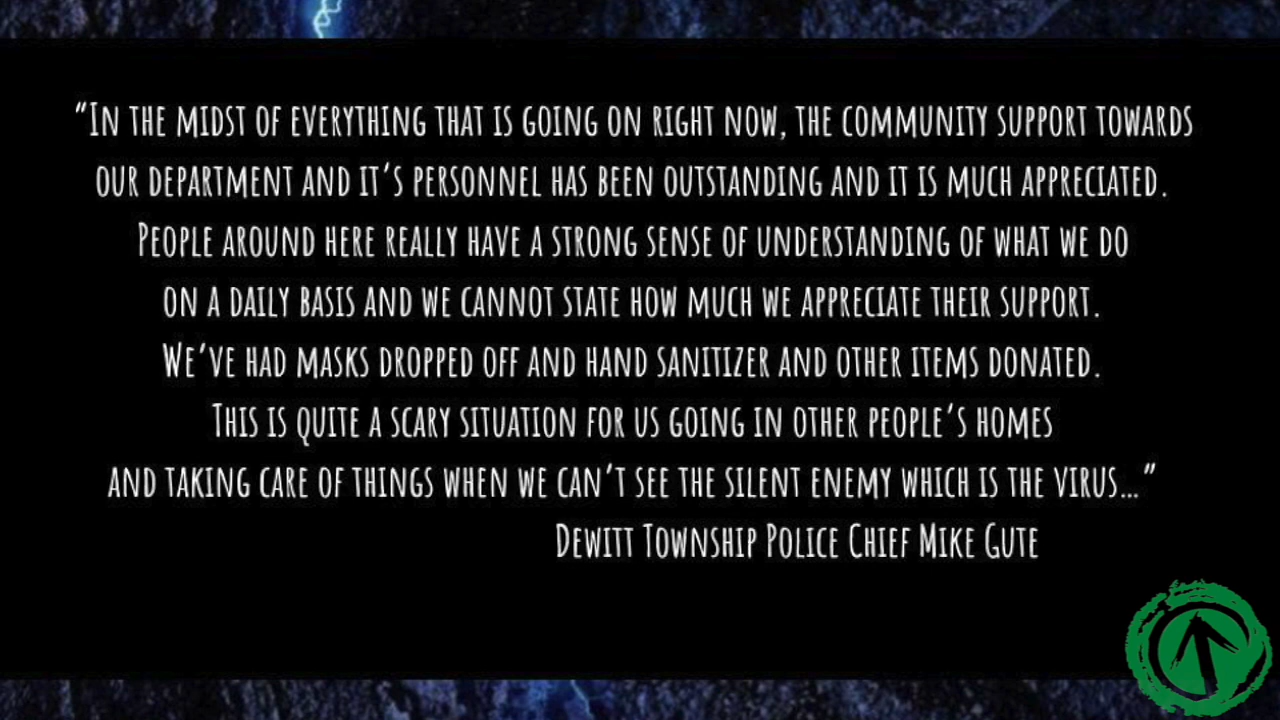 “In the midst of everything that is going on right now, the community support towards
our department and it’s personnel has been outstanding and it is much appreciated.
People around here really have a strong sense of understanding of what we do
on a daily basis and we cannot state how much we appreciate their support.
We’ve had masks dropped off and hand sanitizer and other items donated.
This is quite a scary situation for us going in other people’s homes
and taking care of things when we can’t see the silent enemy which is the virus...”
Dewitt Township Police Chief Mike Gute